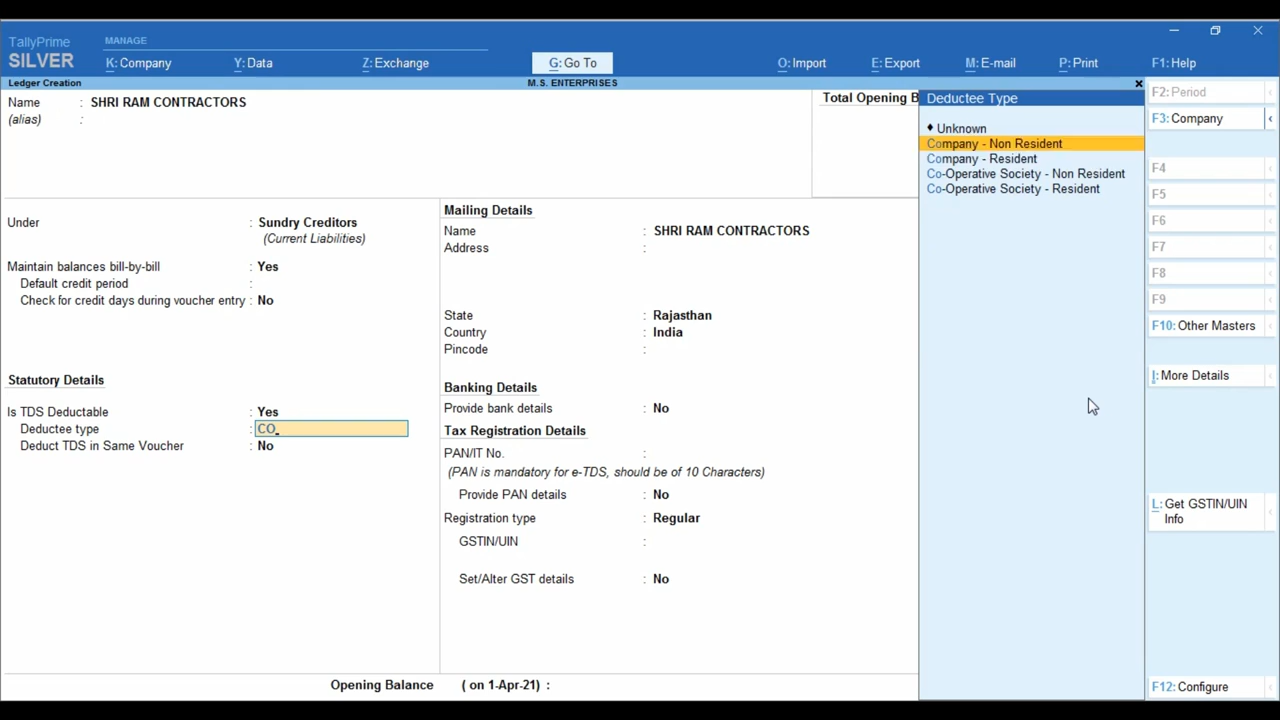 TallyPrime
MANAGE
SILVER
K: Company
Y: Data
Z: Exchange
G: Go To
O: Import
E: Export
M: E-mail
P: Print
F1: Help
Ledger Creation
M.S. ENTERPRISES
Name : SHRI RAM CONTRACTORS
(alias) :
Total Opening B
Under : Sundry Creditors
(Current Liabilities)
Maintain balances bill-by-bill : Yes
Default credit period :
Check for credit days during voucher entry : No
Statutory Details
Is TDS Deductable : Yes
Deductee type : CO
Deduct TDS in Same Voucher : No
Mailing Details
Name : SHRI RAM CONTRACTORS
Address :
State : Rajasthan
Country : India
Pincode :
Banking Details
Provide bank details : No
Tax Registration Details
PAN/IT No. :
(PAN is mandatory for e-TDS, should be of 10 Characters)
Provide PAN details : No
Registration type : Regular
GSTIN/UIN :
Set/Alter GST details : No
Opening Balance ( on 1-Apr-21) :
Deductee Type
♦ Unknown
Company - Non Resident
Company - Resident
Co-Operative Society - Non Resident
Co-Operative Society - Resident
F2: Period
F3: Company
F4
F5
F6
F7
F8
F9
F10: Other Masters
I: More Details
L: Get GSTIN/UIN
Info
F12: Configure